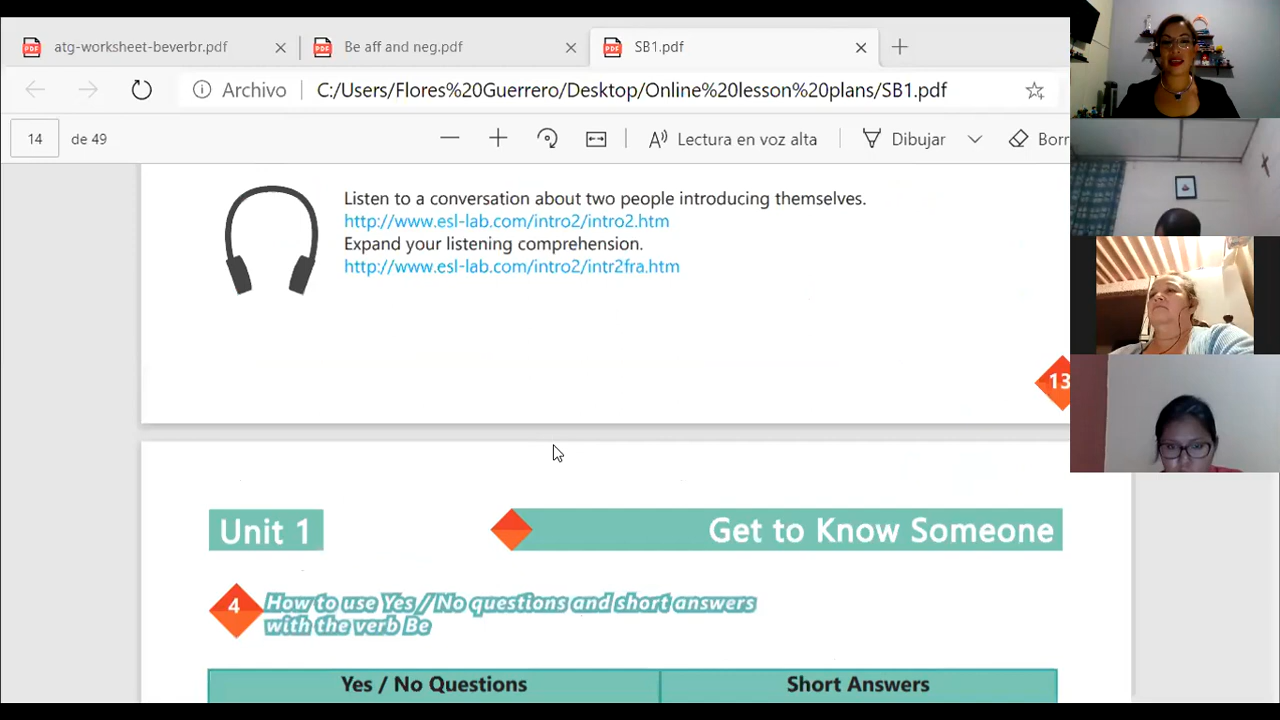 atg-worksheet-beverbr.pdf
Be aff and neg.pdf
SB1.pdf
Archivo
C:/Users/Flores%20Guerrero/Desktop/Online%20lesson%20plans/SB1.pdf
14 de 49
Lectura en voz alta
Dibujar
Borr
Listen to a conversation about two people introducing themselves.
http://www.esl-lab.com/intro2/intro2.htm
Expand your listening comprehension.
http://www.esl-lab.com/intro2/intr2fra.htm
13
Unit 1
Get to Know Someone
4
How to use Yes / No questions and short answers
with the verb Be
Yes / No Questions
Short Answers